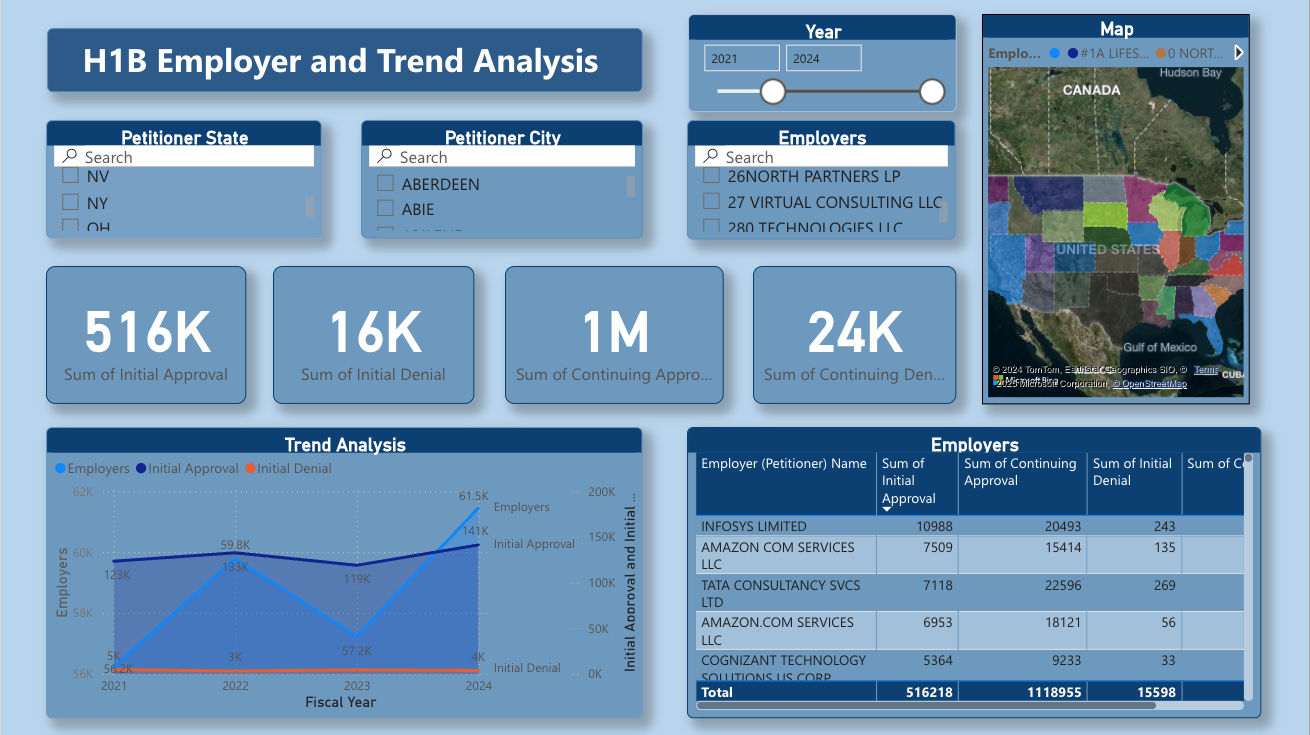 H1B Employer and Trend Analysis
Year
2021
2024
Map
Emplo...
#1A LIFES...
0 NORT...
Hudson Bay
CANADA
UNITED STATES
Gulf of Mexico
CUBA
© 2024 TomTom, Earthstar Geographics SIO, ©
Terms
Corporation, © OpenStreetMap
Petitioner State
Search
NV
NY
OH
Petitioner City
Search
ABERDEEN
ABIE
Employers
Search
26NORTH PARTNERS LP
27 VIRTUAL CONSULTING LLC
280 TECHNOLOGIES LLC
516K
Sum of Initial Approval
16K
Sum of Initial Denial
1M
Sum of Continuing Appro...
24K
Sum of Continuing Den...
Trend Analysis
Employers Initial Approval Initial Denial
62K
60K
58K
56K
Employers
200K
150K
100K
50K
0K
Initial Approval and Initial ...
61.5K
Employers
141K
Initial Approval
59.8K
133K
123K
119K
57.2K
5K
56.2K
3K
4K
Initial Denial
2021 2022 2023 2024
Fiscal Year
Employers
Employer (Petitioner) Name
Sum of
Initial
Approval
Sum of Continuing
Approval
Sum of Initial
Denial
Sum of Co
INFOSYS LIMITED 10988 20493 243
AMAZON COM SERVICES 7509 15414 135
LLC
TATA CONSULTANCY SVCS 7118 22596 269
LTD
AMAZON.COM SERVICES 6953 18121 56
LLC
COGNIZANT TECHNOLOGY 5364 9233 33
SOLUTIONS US CORP
Total 516218 1118955 15598